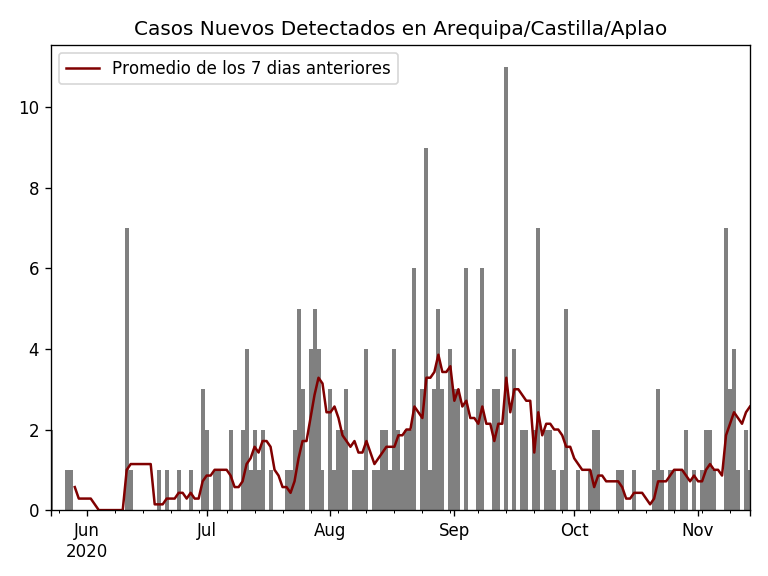 Casos Nuevos Detectados en Arequipa/Castilla/Aplao
Promedio de los 7 dias anteriores
10
8
6
4
2
0
Jun Jul Aug Sep Oct Nov
2020